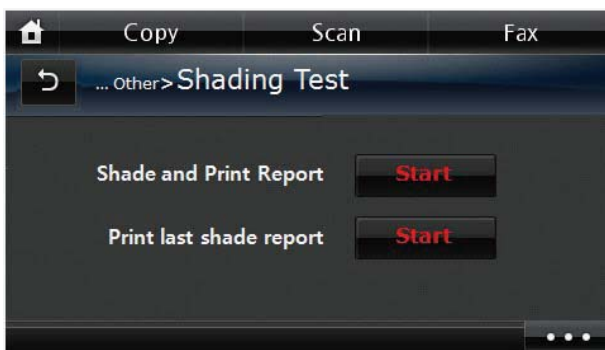 Copy Scan Fax
... Other>Shading Test
Shade and Print Report Start
Print last shade report Start
...